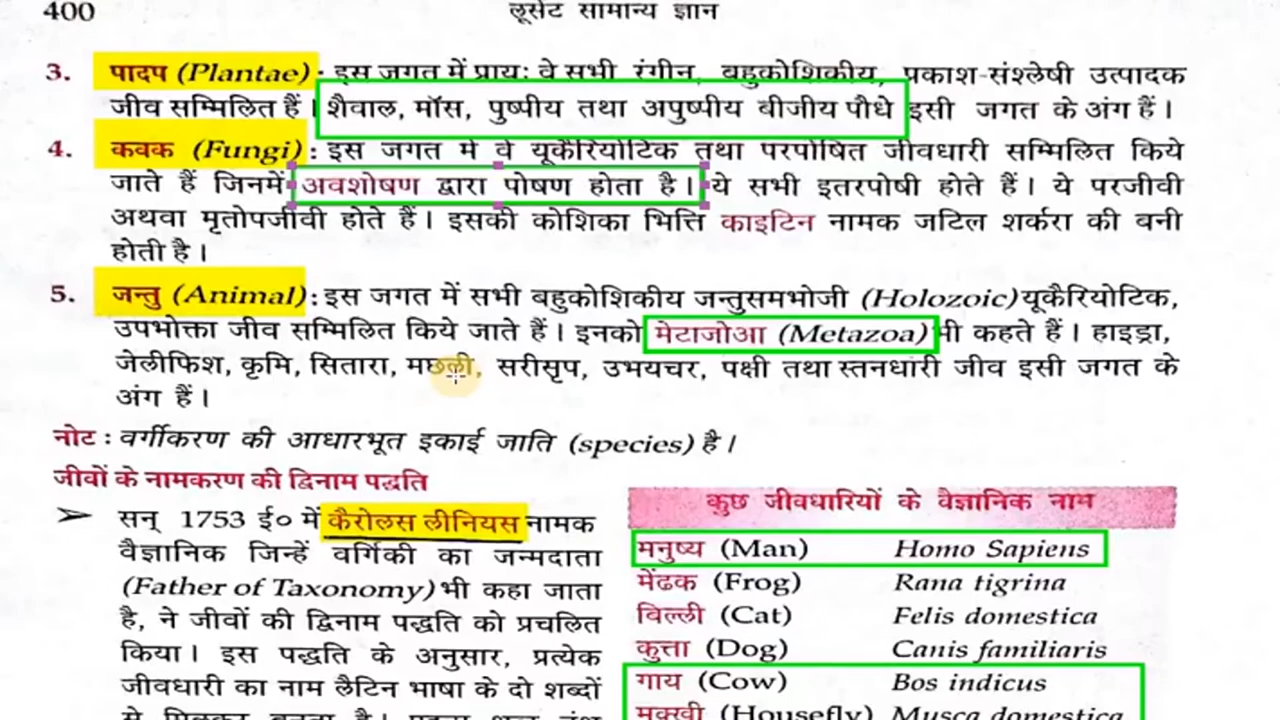 400
लूसेंट सामान्य ज्ञान
3. पादप (Plantae) : इस जगत में प्राय: वे सभी रंगीन, बहुकोशिकीय, प्रकाश-संश्लेषी उत्पादक
जीव सम्मिलित हैं। शैवाल, मॉस, पुष्पीय तथा अपुष्पीय बीजीय पौधे इसी जगत के अंग हैं।
4. कवक (Fungi) : इस जगत में वे यूकैरियोटिक तथा परपोषित जीवधारी सम्मिलित किये
जाते हैं जिनमें अवशोषण द्वारा पोषण होता है। ये सभी इतरपोषी होते हैं। ये परजीवी
अथवा मृतोपजीवी होते हैं। इसकी कोशिका भित्ति काइटिन नामक जटिल शर्करा की बनी
होती है।
5. जन्तु (Animal) : इस जगत में सभी बहुकोशिकीय जन्तुसमभोजी (Holozoic) यूकैरियोटिक,
उपभोक्ता जीव सम्मिलित किये जाते हैं। इनको मेटाजोआ (Metazoa) भी कहते हैं। हाइड्रा,
जेलीफिश, कृमि, सितारा, मछली, सरीसृप, उभयचर, पक्षी तथा स्तनधारी जीव इसी जगत के
अंग हैं।
नोट : वर्गीकरण की आधारभूत इकाई जाति (species) है।
जीवों के नामकरण की द्विनाम पद्धति
➢ सन् 1753 ई० में कैरोलस लीनियस नामक
वैज्ञानिक जिन्हें वर्गिकी का जन्मदाता
(Father of Taxonomy) भी कहा जाता
है, ने जीवों की द्विनाम पद्धति को प्रचलित
किया। इस पद्धति के अनुसार, प्रत्येक
जीवधारी का नाम लैटिन भाषा के दो शब्दों
कुछ जीवधारियों के वैज्ञानिक नाम
मनुष्य (Man) Homo Sapiens
मेंढक (Frog) Rana tigrina
बिल्ली (Cat) Felis domestica
कुत्ता (Dog) Canis familiaris
गाय (Cow) Bos indicus
मक्खी (Housefly) Musca domestica